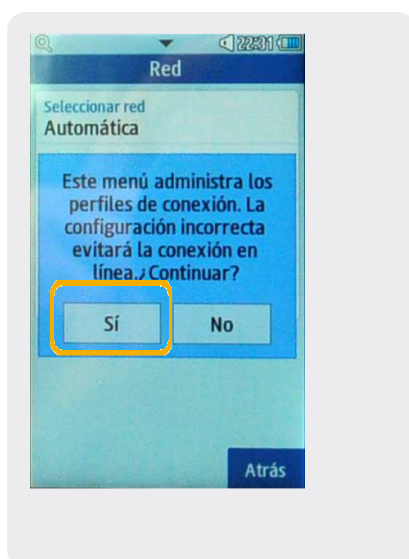 22:31
Red
Seleccionar red
Automática
Este menú administra los
perfiles de conexión. La
configuración incorrecta
evitará la conexión en
línea.¿Continuar?
Sí No
Atrás